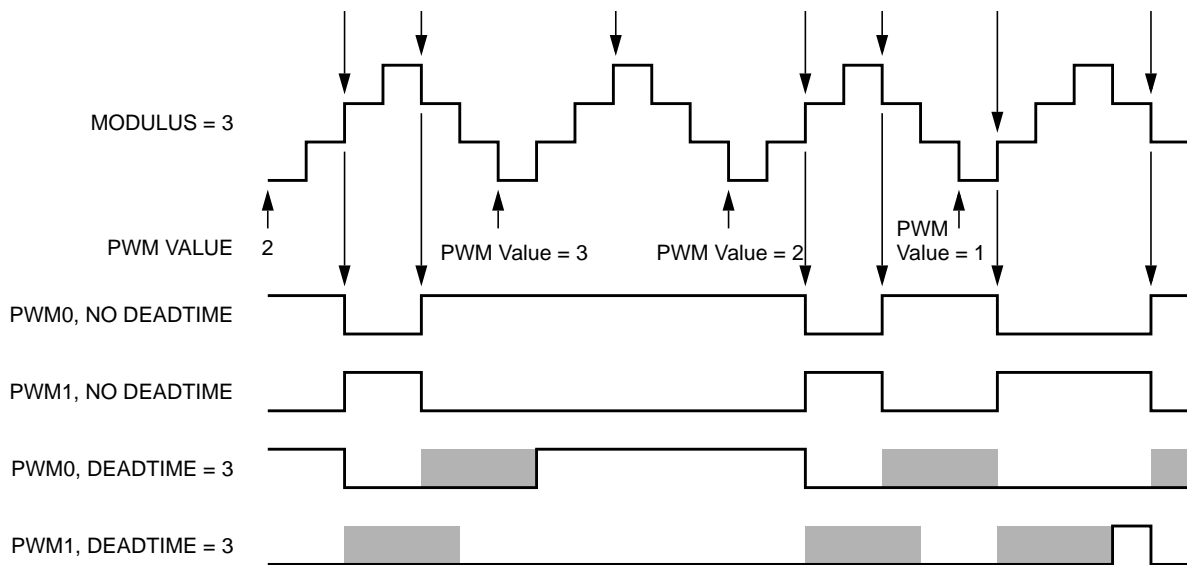 MODULUS = 3
PWM VALUE 2
PWM Value = 3
PWM Value = 2
PWM
Value = 1
PWM0, NO DEADTIME
PWM1, NO DEADTIME
PWM0, DEADTIME = 3
PWM1, DEADTIME = 3